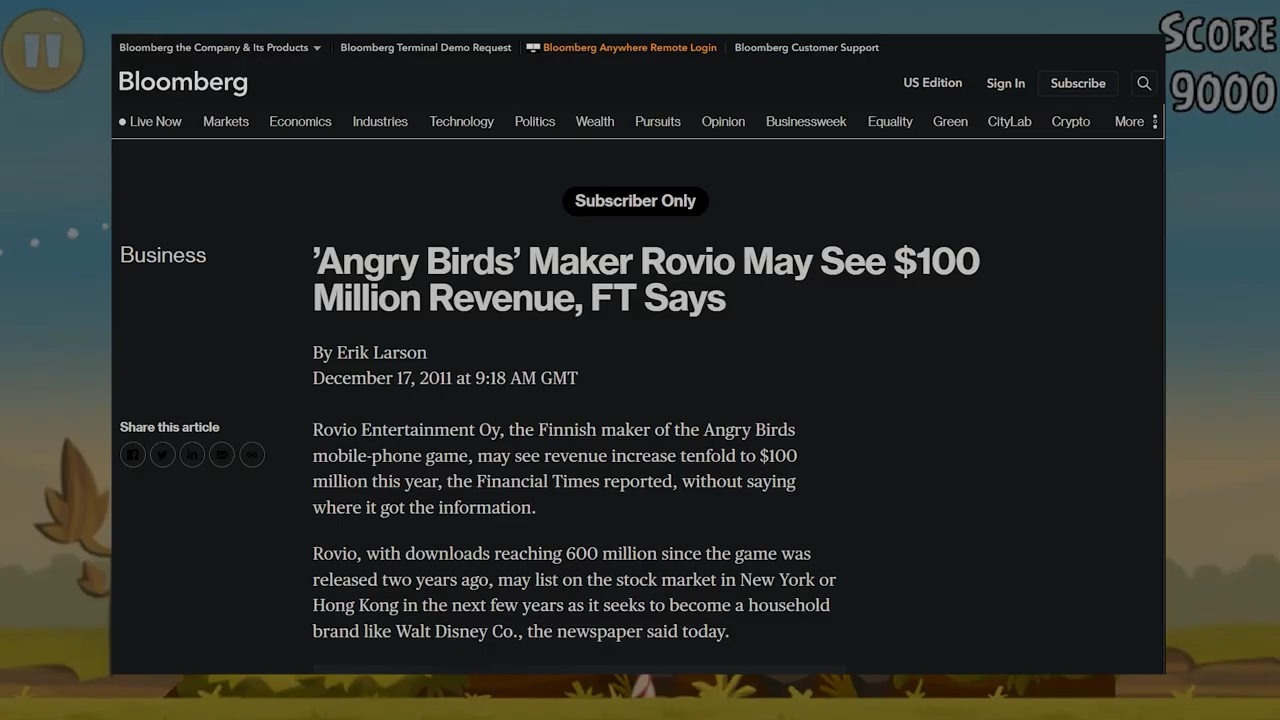 SCORE
9000
Bloomberg the Company & Its Products
Bloomberg Terminal Demo Request
Bloomberg Anywhere Remote Login
Bloomberg Customer Support
Bloomberg
US Edition
Sign In
Subscribe
Live Now
Markets
Economics
Industries
Technology
Politics
Wealth
Pursuits
Opinion
Businessweek
Equality
Green
CityLab
Crypto
More
Subscriber Only
Business
’Angry Birds’ Maker Rovio May See $100
Million Revenue, FT Says
By Erik Larson
December 17, 2011 at 9:18 AM GMT
Share this article
Rovio Entertainment Oy, the Finnish maker of the Angry Birds
mobile-phone game, may see revenue increase tenfold to $100
million this year, the Financial Times reported, without saying
where it got the information.
Rovio, with downloads reaching 600 million since the game was
released two years ago, may list on the stock market in New York or
Hong Kong in the next few years as it seeks to become a household
brand like Walt Disney Co., the newspaper said today.